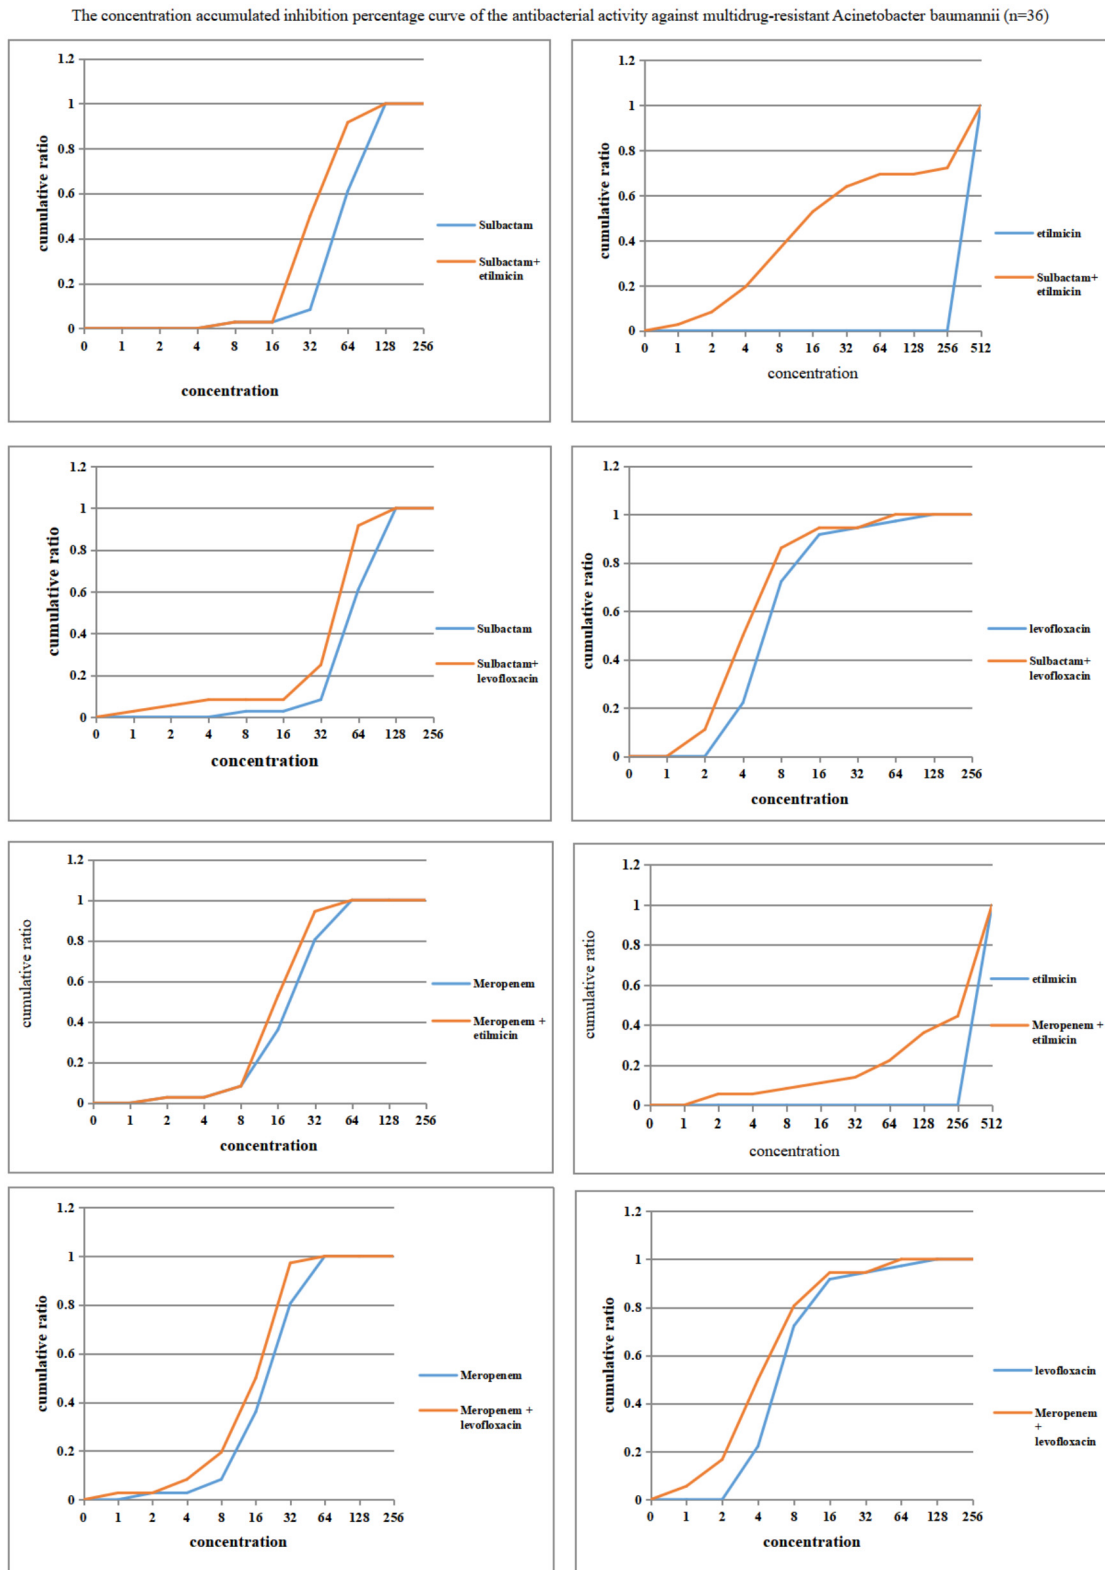 The concentration accumulated inhibition percentage curve of the antibacterial activity against multidrug-resistant Acinetobacter baumannii (n=36)
1.2
1
0.8
0.6
0.4
0.2
0
cumulative ratio
0 1 2 4 8 16 32 64 128 256
concentration
Sulbactam
Sulbactam+
etilmicin
1.2
1
0.8
0.6
0.4
0.2
0
cumulative ratio
0 1 2 4 8 16 32 64 128 256 512
concentration
etilmicin
Sulbactam+
etilmicin
1.2
1
0.8
0.6
0.4
0.2
0
cumulative ratio
0 1 2 4 8 16 32 64 128 256
concentration
Sulbactam
Sulbactam+
levofloxacin
1.2
1
0.8
0.6
0.4
0.2
0
cumulative ratio
0 1 2 4 8 16 32 64 128 256
concentration
levofloxacin
Sulbactam+
levofloxacin
1.2
1
0.8
0.6
0.4
0.2
0
cumulative ratio
0 1 2 4 8 16 32 64 128 256
concentration
Meropenem
Meropenem +
etilmicin
1.2
1
0.8
0.6
0.4
0.2
0
cumulative ratio
0 1 2 4 8 16 32 64 128 256 512
concentration
etilmicin
Meropenem +
etilmicin
1.2
1
0.8
0.6
0.4
0.2
0
cumulative ratio
0 1 2 4 8 16 32 64 128 256
concentration
Meropenem
Meropenem +
levofloxacin
1.2
1
0.8
0.6
0.4
0.2
0
cumulative ratio
0 1 2 4 8 16 32 64 128 256
concentration
levofloxacin
Meropenem
+
levofloxacin